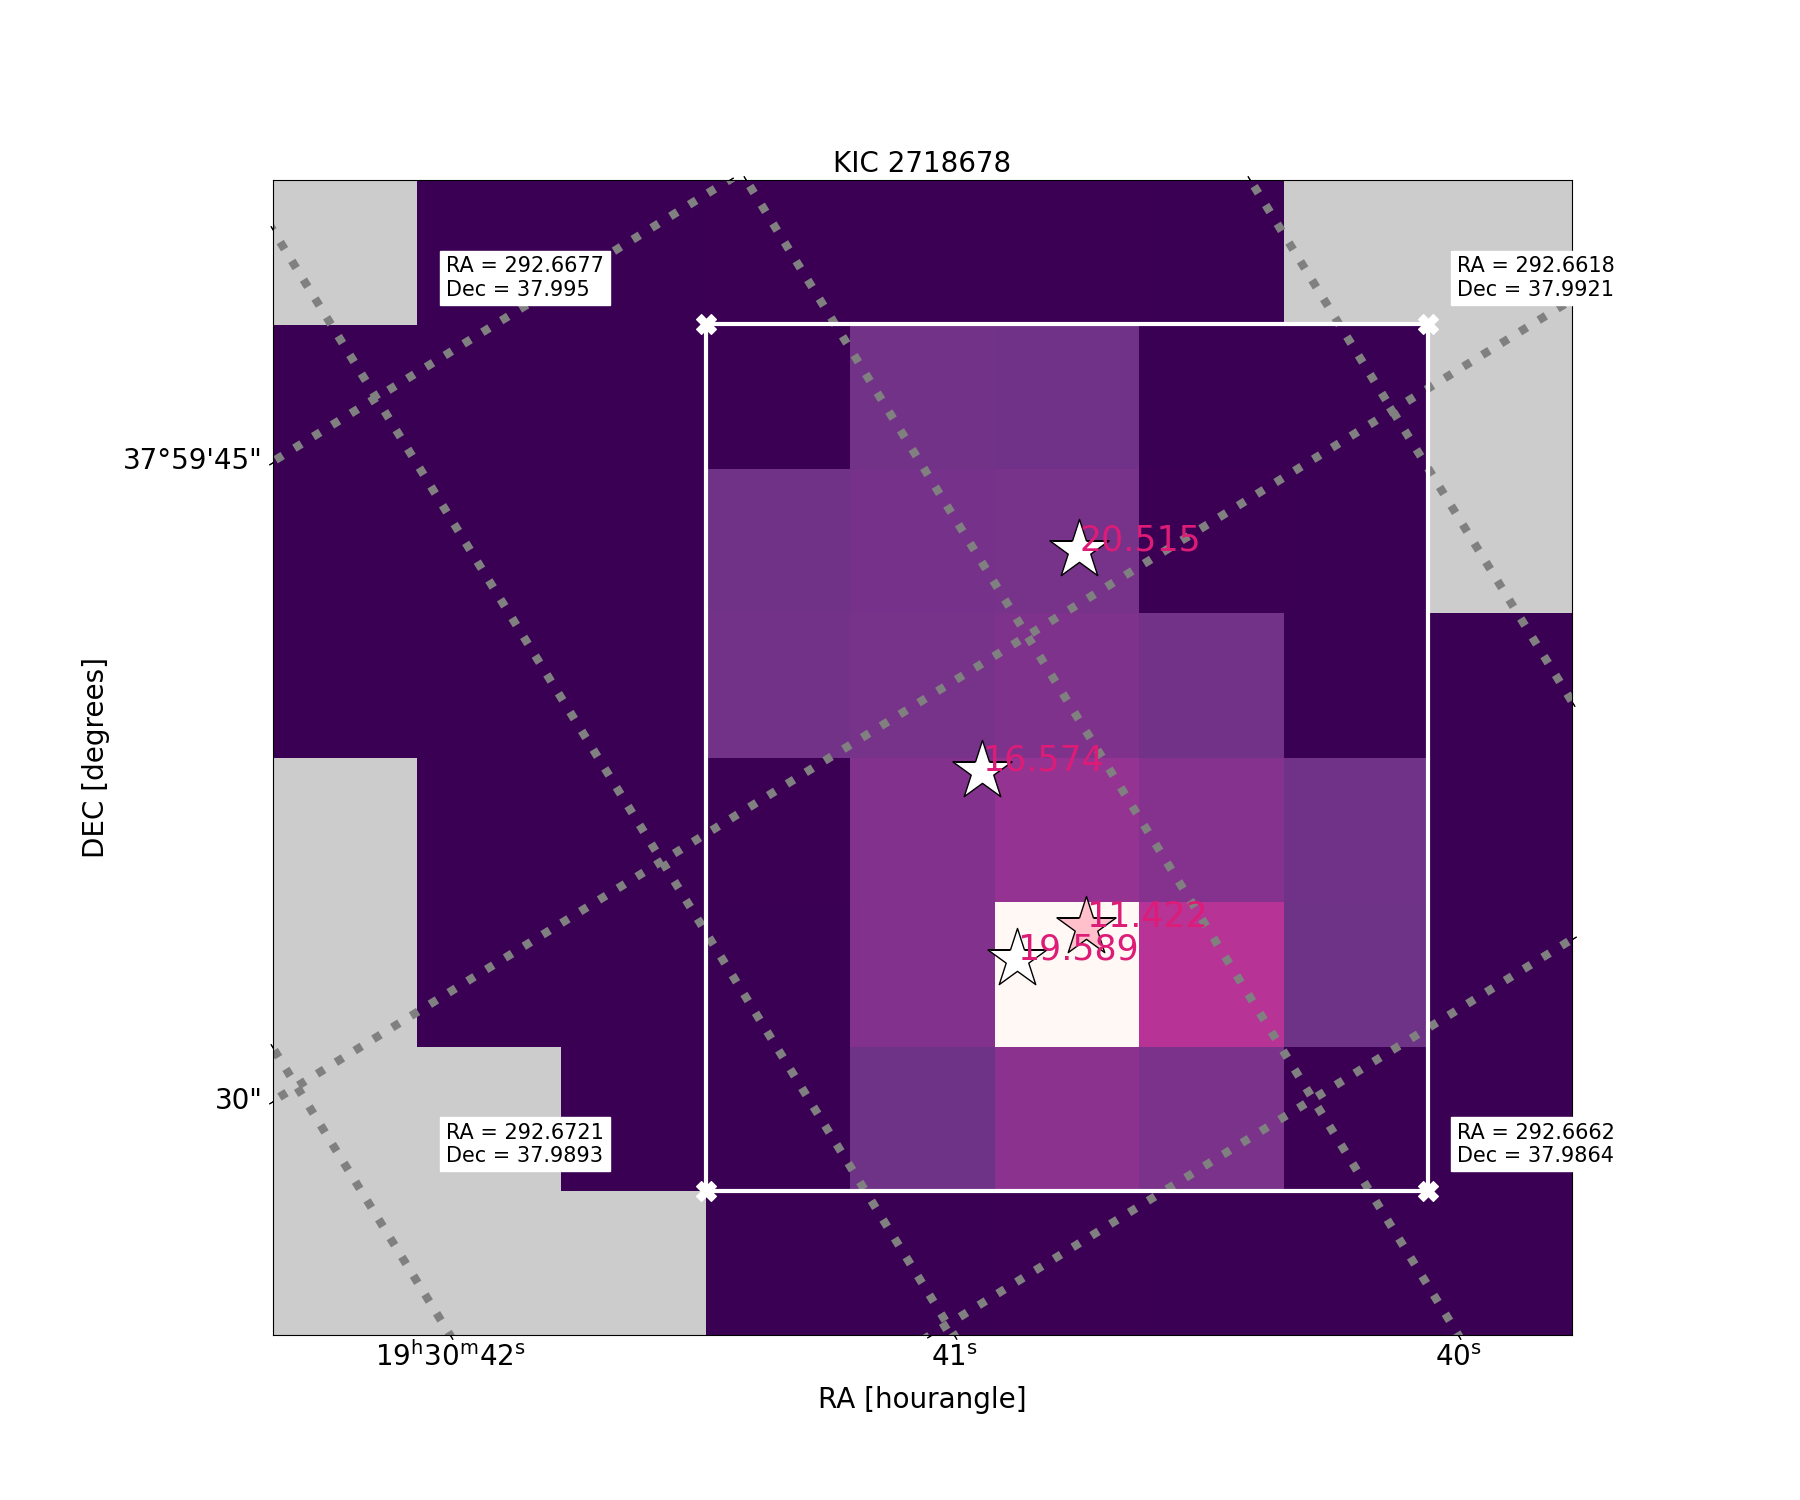 KIC 2718678
RA = 292.6677
Dec = 37.995
RA = 292.6618
Dec = 37.9921
37°59'45"
20.515
16.574
11.422
19.589
30"
RA = 292.6721
Dec = 37.9893
RA = 292.6662
Dec = 37.9864
DEC [degrees]
19ʰ30ᵐ42ˢ
41ˢ
40ˢ
RA [hourangle]